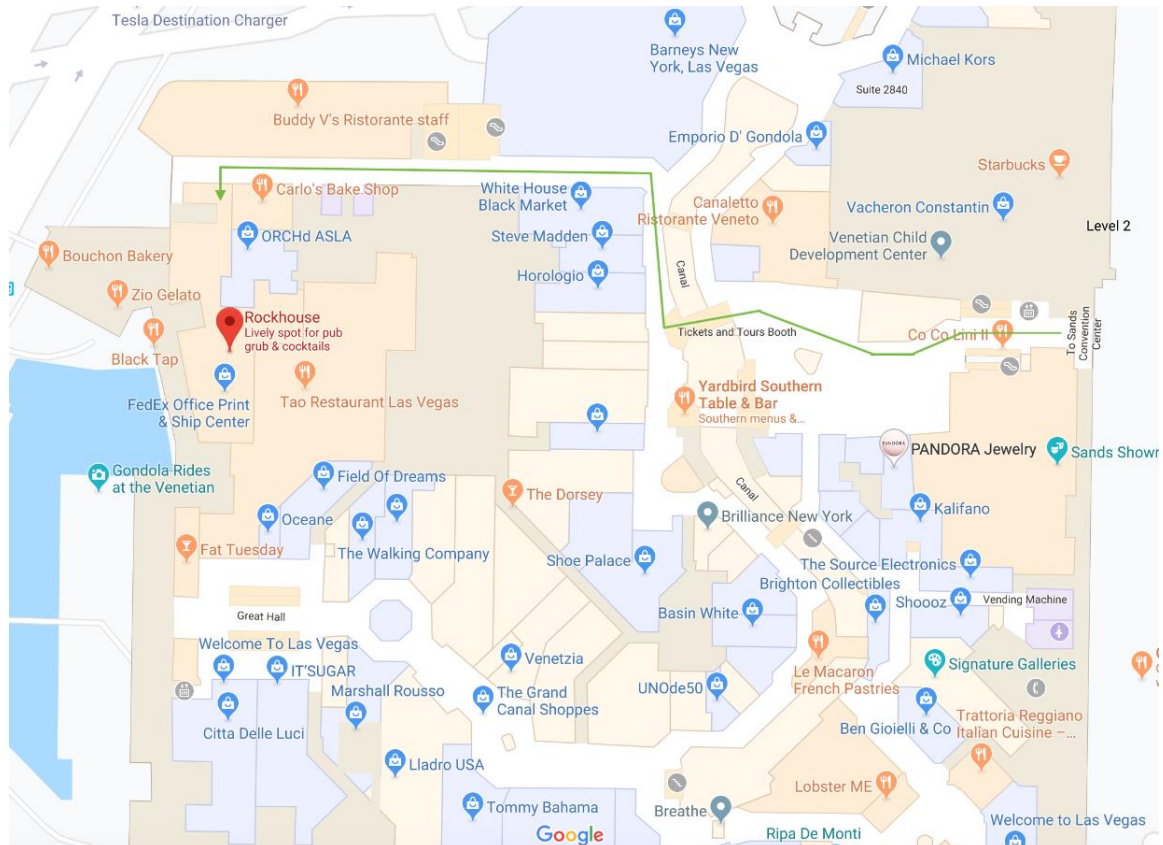 Tesla Destination Charger
Barneys New
York, Las Vegas
Michael Kors
Suite 2840
Buddy V's Ristorante staff
Emporio D' Gondola
Starbucks
Carlo's Bake Shop
White House
Black Market
Canaletto
Ristorante Veneto
Vacheron Constantin
Level 2
ORCHd ASLA
Steve Madden
Venetian Child
Development Center
Bouchon Bakery
Horologio
Canal
Zio Gelato
Rockhouse
Lively spot for pub
grub & cocktails
Tickets and Tours Booth
Co Co Lini II
To Sands
Convention
Center
Black Tap
FedEx Office Print
& Ship Center
Tao Restaurant Las Vegas
Yardbird Southern
Table & Bar
Southern menus &...
PANDORA
PANDORA Jewelry
Sands Showr
Gondola Rides
at the Venetian
Field Of Dreams
The Dorsey
Canal
Brilliance New York
Kalifano
Oceane
Fat Tuesday
The Walking Company
Shoe Palace
The Source Electronics
Brighton Collectibles
Great Hall
Basin White
Shoooz
Vending Machine
Welcome To Las Vegas
IT'SUGAR
Venetzia
Le Macaron
French Pastries
Signature Galleries
Marshall Rousso
The Grand
Canal Shoppes
UNOde50
Citta Delle Luci
Ben Gioielli & Co
Trattoria Reggiano
Italian Cuisine –...
Lladro USA
Lobster ME
Tommy Bahama
Breathe
Google
Ripa De Monti
Welcome to Las Vegas